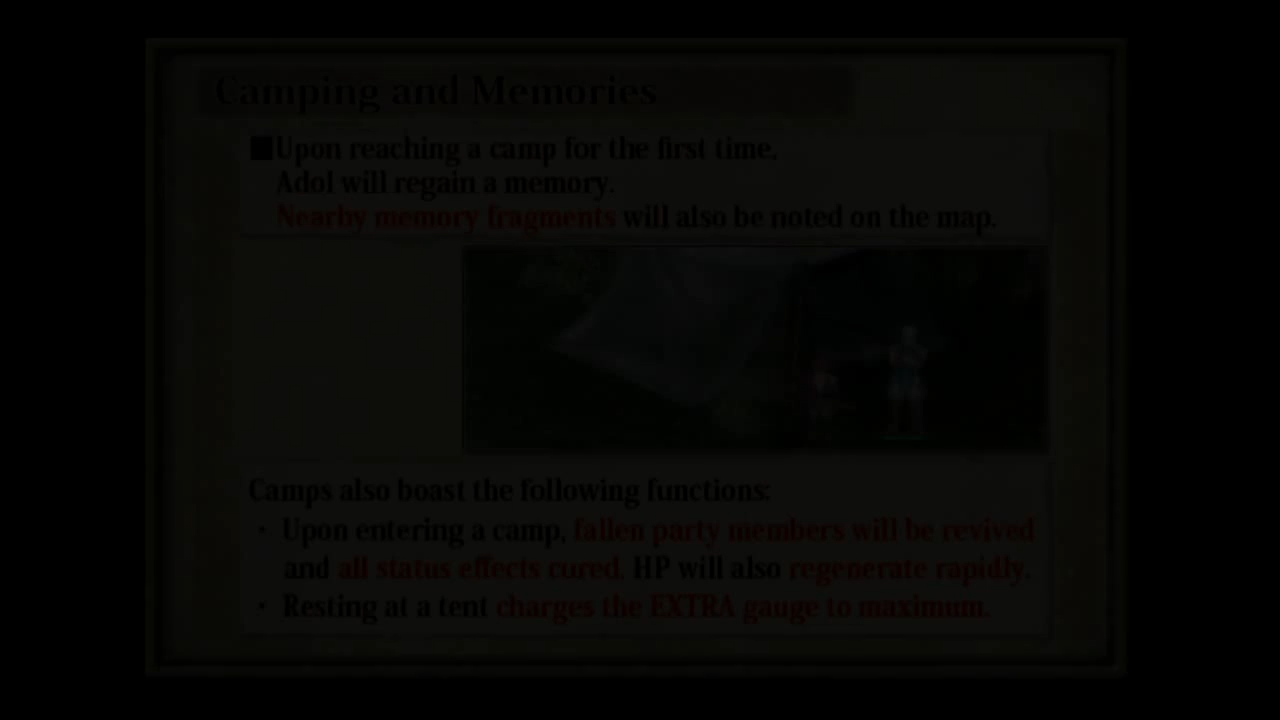 Camping and Memories
■Upon reaching a camp for the first time,
Adol will regain a memory.
Nearby memory fragments will also be noted on the map.
Camps also boast the following functions:
・ Upon entering a camp, fallen party members will be revived
and all status effects cured. HP will also regenerate rapidly.
・ Resting at a tent charges the EXTRA gauge to maximum.